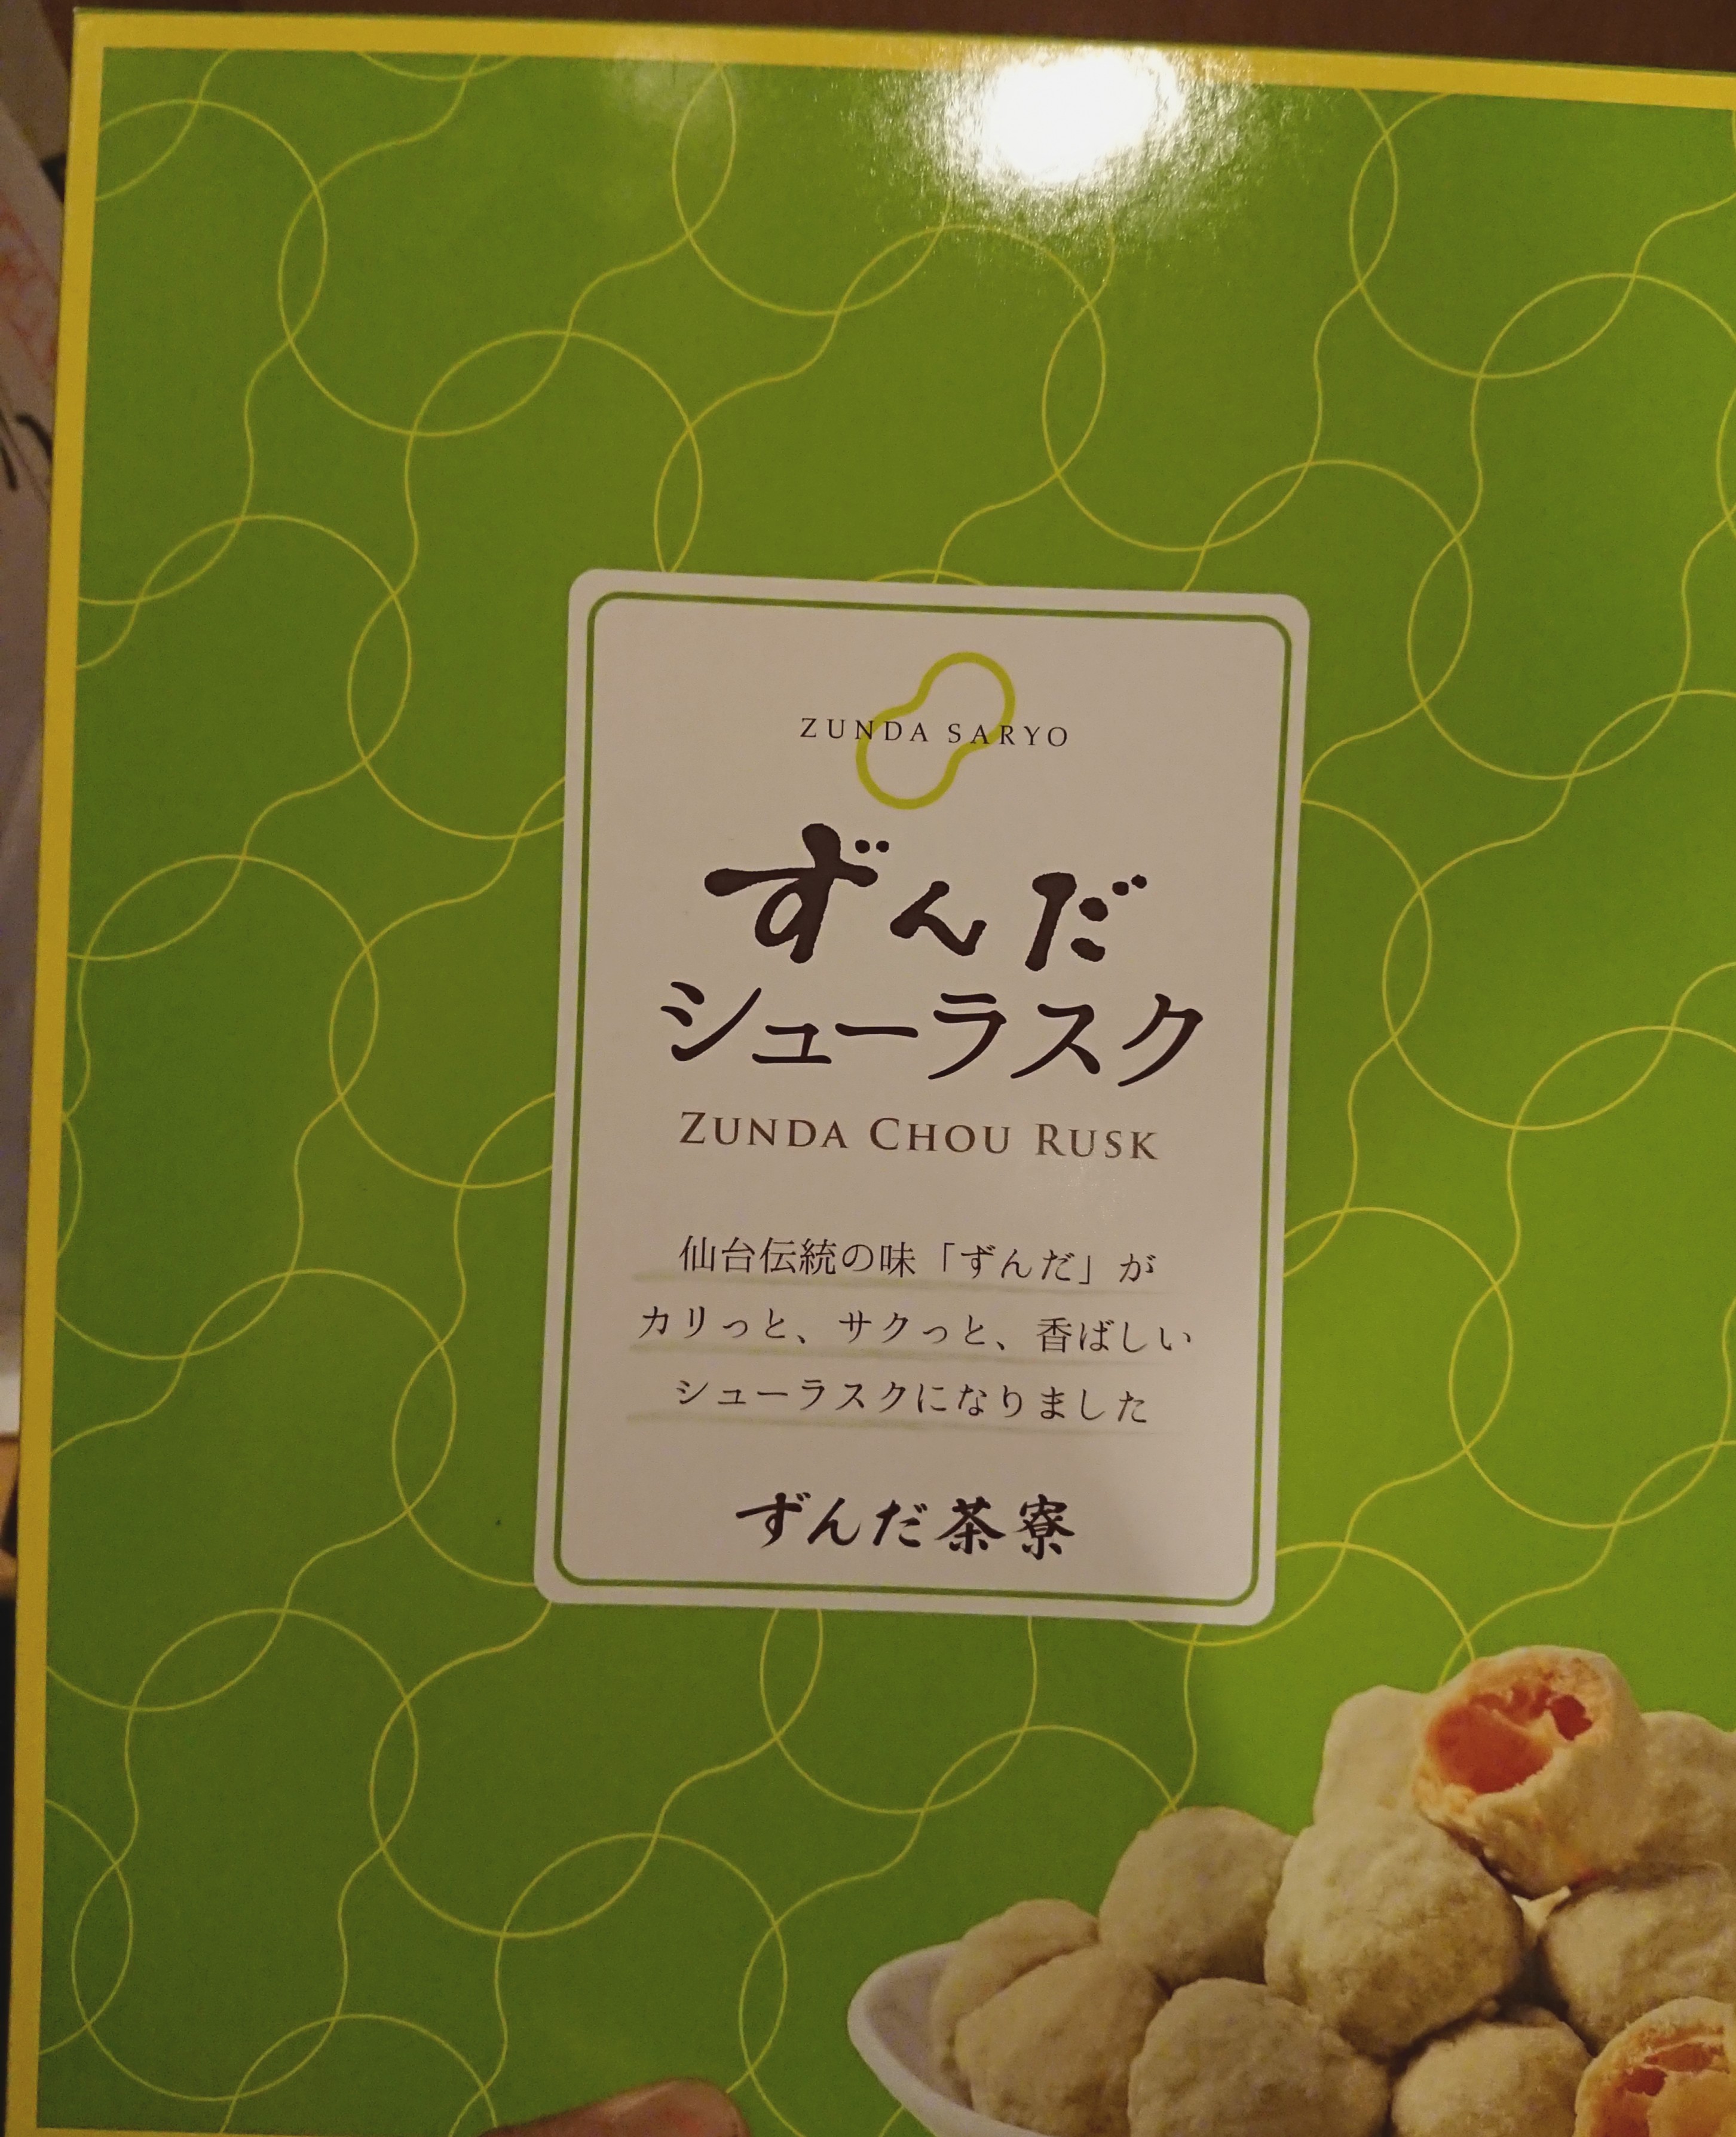 ZUNDA SARYO
ずんだ
シューラスク
ZUNDA CHOU RUSK
仙台伝統の味「ずんだ」が
カリっと、サクっと、香ばしい
シューラスクになりました
ずんだ茶寮